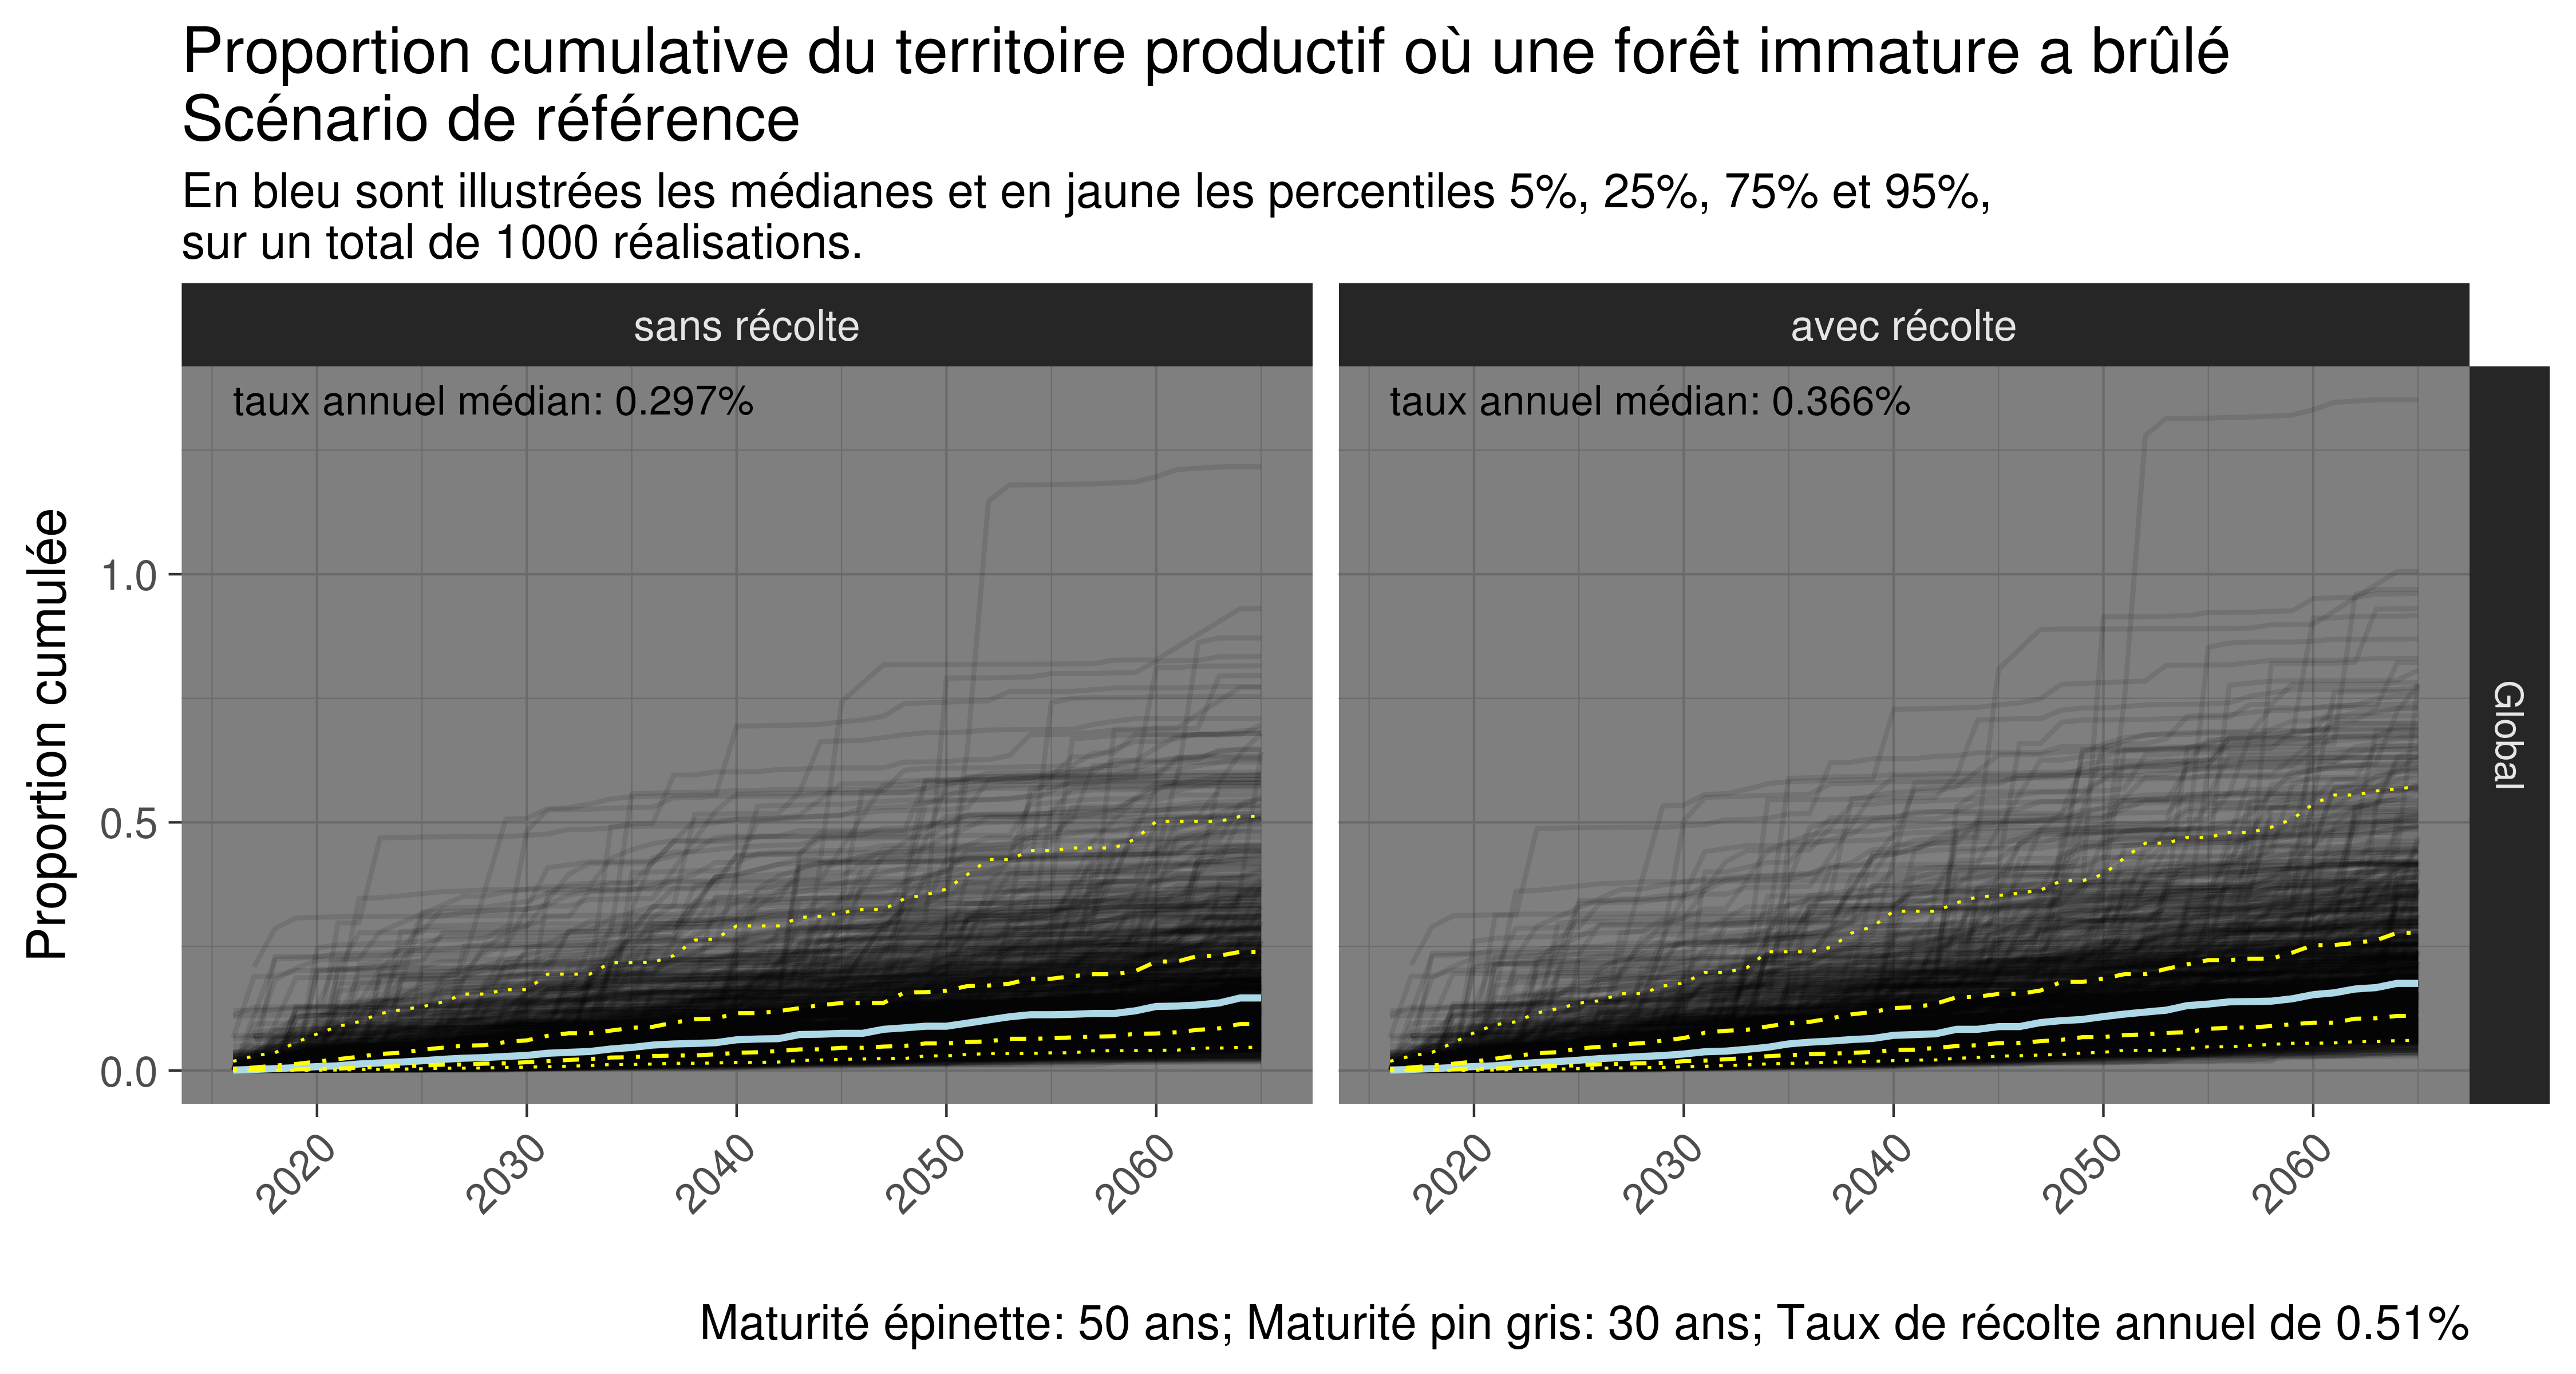 Proportion cumulative du territoire productif où une forêt immature a brûlé
Scénario de référence
En bleu sont illustrées les médianes et en jaune les percentiles 5%, 25%, 75% et 95%,
sur un total de 1000 réalisations.
sans récolte
avec récolte
taux annuel médian: 0.297%
taux annuel médian: 0.366%
Proportion cumulée
1.0
0.5
0.0
Global
2020
2030
2040
2050
2060
2020
2030
2040
2050
2060
Maturité épinette: 50 ans; Maturité pin gris: 30 ans; Taux de récolte annuel de 0.51%